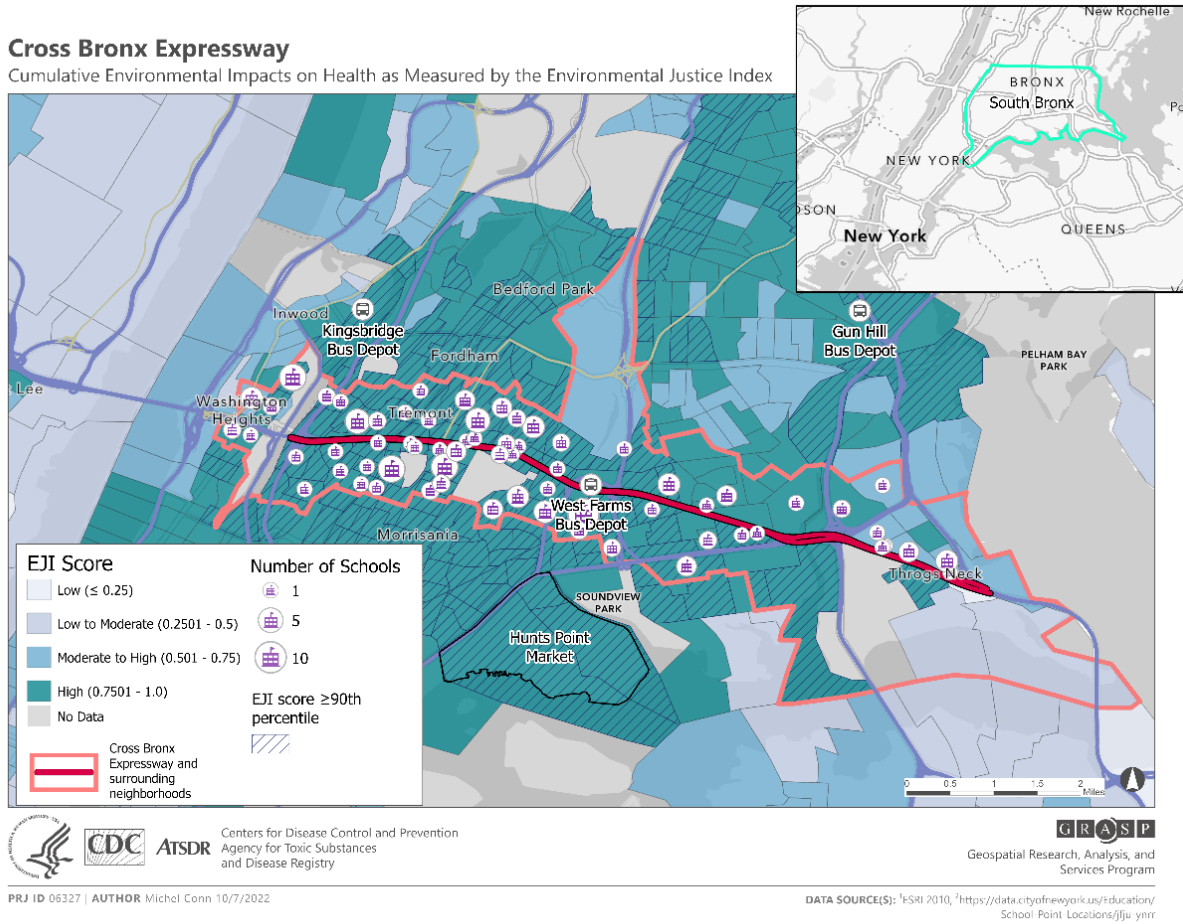 Cross Bronx Expressway
Cumulative Environmental Impacts on Health as Measured by the Environmental Justice Index
New Rochelle
BRONX
South Bronx
NEW YORK
QUEENS
New York
Bedford Park
Inwood
Kingsbridge
Bus Depot
Gun Hill
Bus Depot
Fordham
PELHAM BAY
PARK
Lee
Washington
Heights
Tremont
West Farms
Bus Depot
Morrisania
Throgs Neck
SOUNDVIEW
PARK
Hunts Point
Market
EJI Score
Low (≤ 0.25)
Low to Moderate (0.2501 - 0.5)
Moderate to High (0.501 - 0.75)
High (0.7501 - 1.0)
No Data
Cross Bronx
Expressway and
surrounding
neighborhoods
Number of Schools
1
5
10
EJI score ≥90th
percentile
0 0.5 1 1.5 2
Miles
CDC
ATSDR
Centers for Disease Control and Prevention
Agency for Toxic Substances
and Disease Registry
GRASP
Geospatial Research, Analysis, and
Services Program
PRJ ID 06327 | AUTHOR Michel Conn 10/7/2022
DATA SOURCE(S): ¹ESRI 2010, ²https://data.cityofnewyork.us/Education/
School Point Locations/jfju ynrr